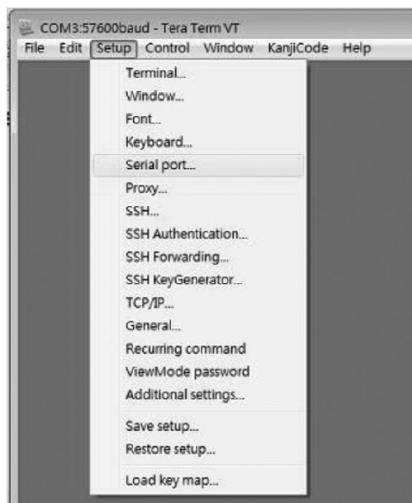 COM3:57600baud - Tera Term VT
File Edit Setup Control Window KanjiCode Help
Terminal...
Window...
Font...
Keyboard...
Serial port...
Proxy...
SSH...
SSH Authentication...
SSH Forwarding...
SSH KeyGenerator...
TCP/IP...
General...
Recurring command
ViewMode password
Additional settings...
Save setup...
Restore setup...
Load key map...